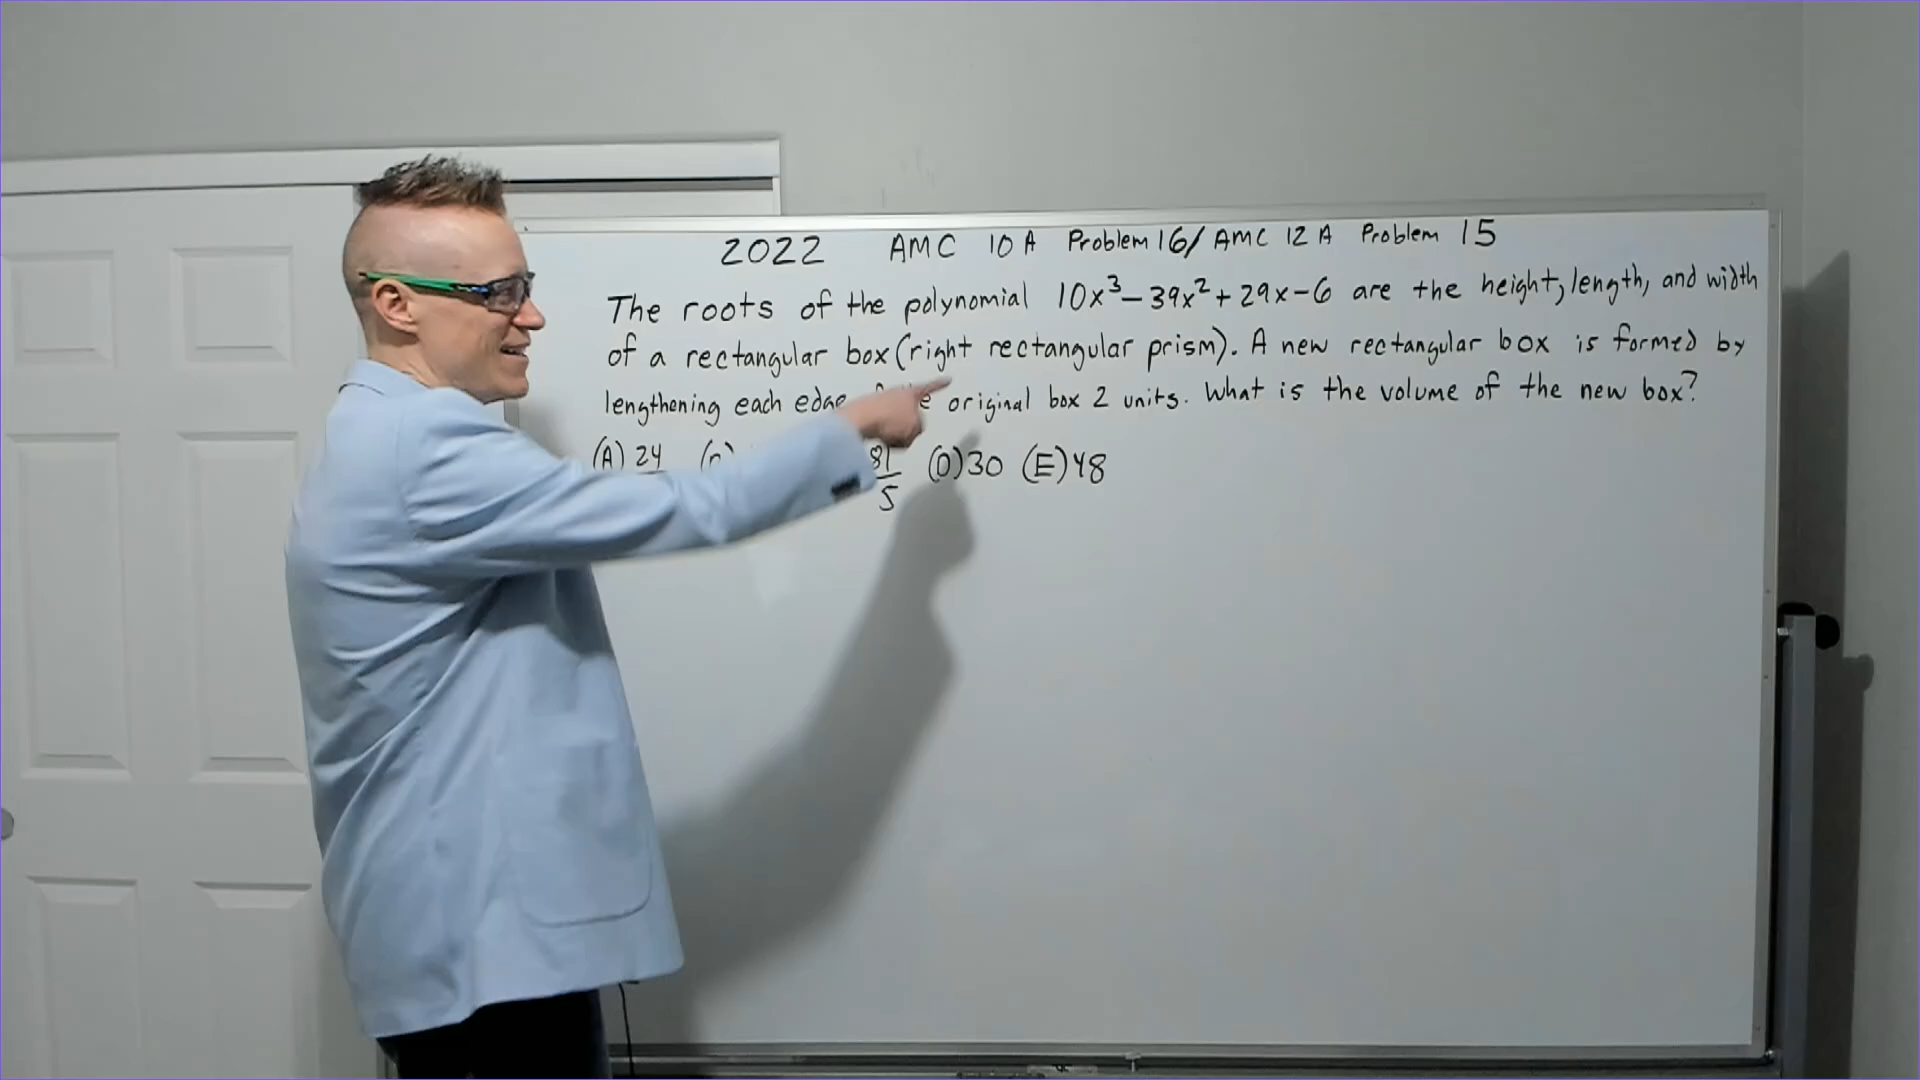 2022 AMC 10 A Problem 16/ AMC 12 A Problem 15
The roots of the polynomial 10x³-39x²+29x-6 are the height, length, and width
of a rectangular box (right rectangular prism). A new rectangular box is formed by
lengthening each edge original box 2 units. What is the volume of the new box?
(A) 24 81/5 (D) 30 (E) 48